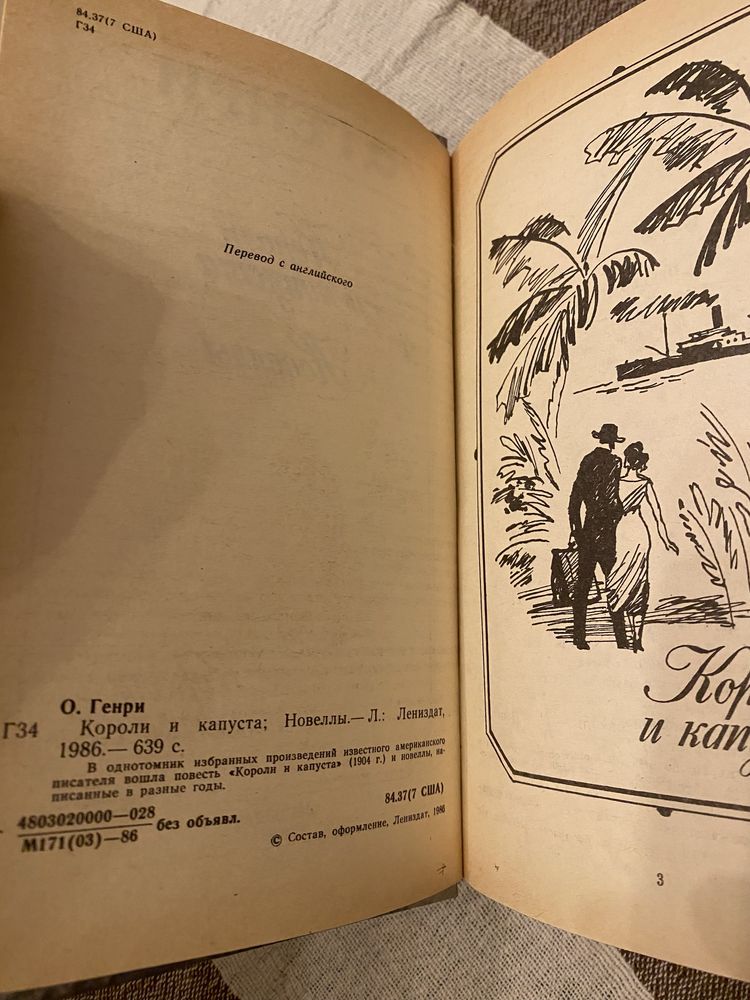 84.37(7 США)
Г34
Перевод с английского
О. Генри
Г34 Короли и капуста; Новеллы.— Л.: Лениздат,
1986.— 639 с.
В однотомник избранных произведений известного американского
писателя вошла повесть «Короли и капуста» (1904 г.) и новеллы, на-
писанные в разные годы.
84.37(7 США)
4803020000—028
М171(03)—86 без объявл.
© Состав, оформление, Лениздат, 1986
Кор
и кап
3